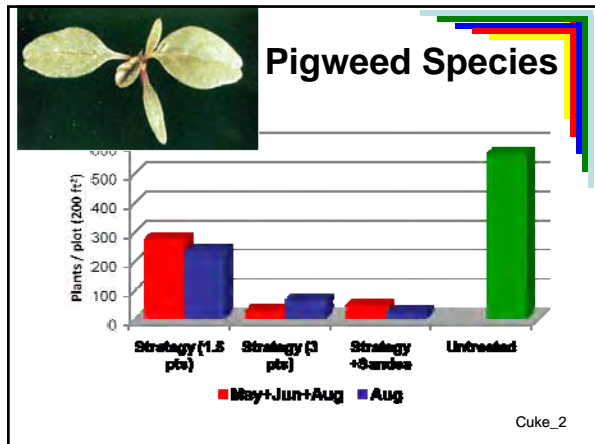 Pigweed Species
Plants / plot (200 ft²)
500
400
300
200
100
0
Strategy (1.5 pts)
Strategy (3 pts)
Strategy +Sandea
Untreated
May+Jun+Aug
Aug
Cuke_2